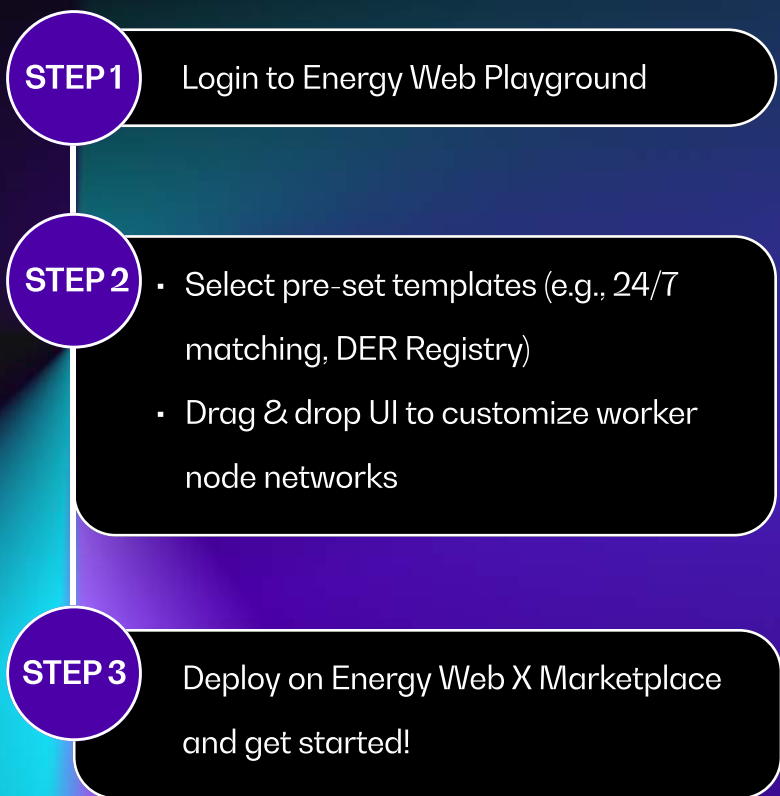 STEP 1
Login to Energy Web Playground
STEP 2
▪ Select pre-set templates (e.g., 24/7
matching, DER Registry)
▪ Drag & drop UI to customize worker
node networks
STEP 3
Deploy on Energy Web X Marketplace
and get started!